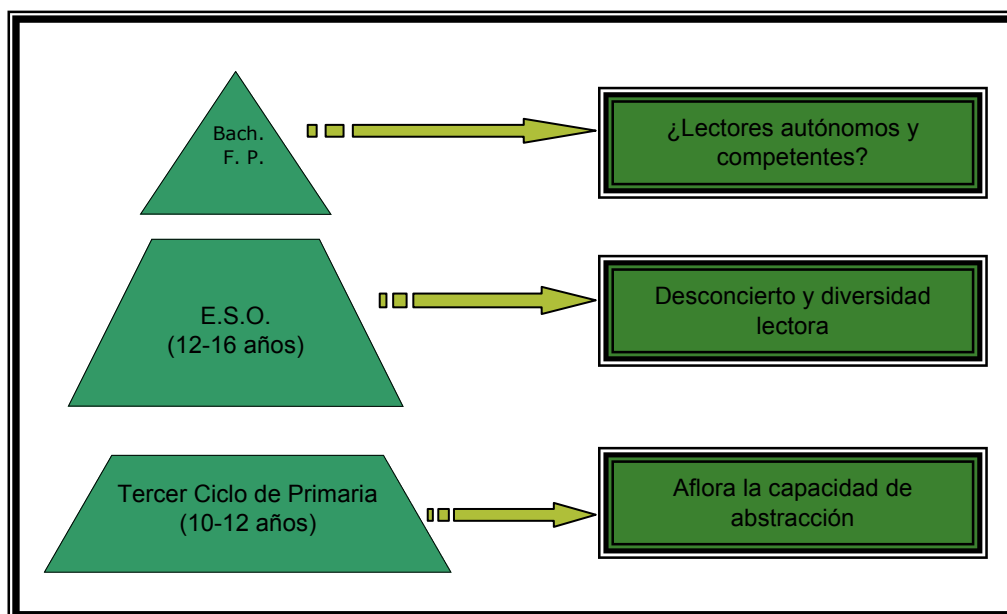 Bach.
F. P.
¿Lectores autónomos y
competentes?
E.S.O.
(12-16 años)
Desconcierto y diversidad
lectora
Tercer Ciclo de Primaria
(10-12 años)
Aflora la capacidad de
abstracción